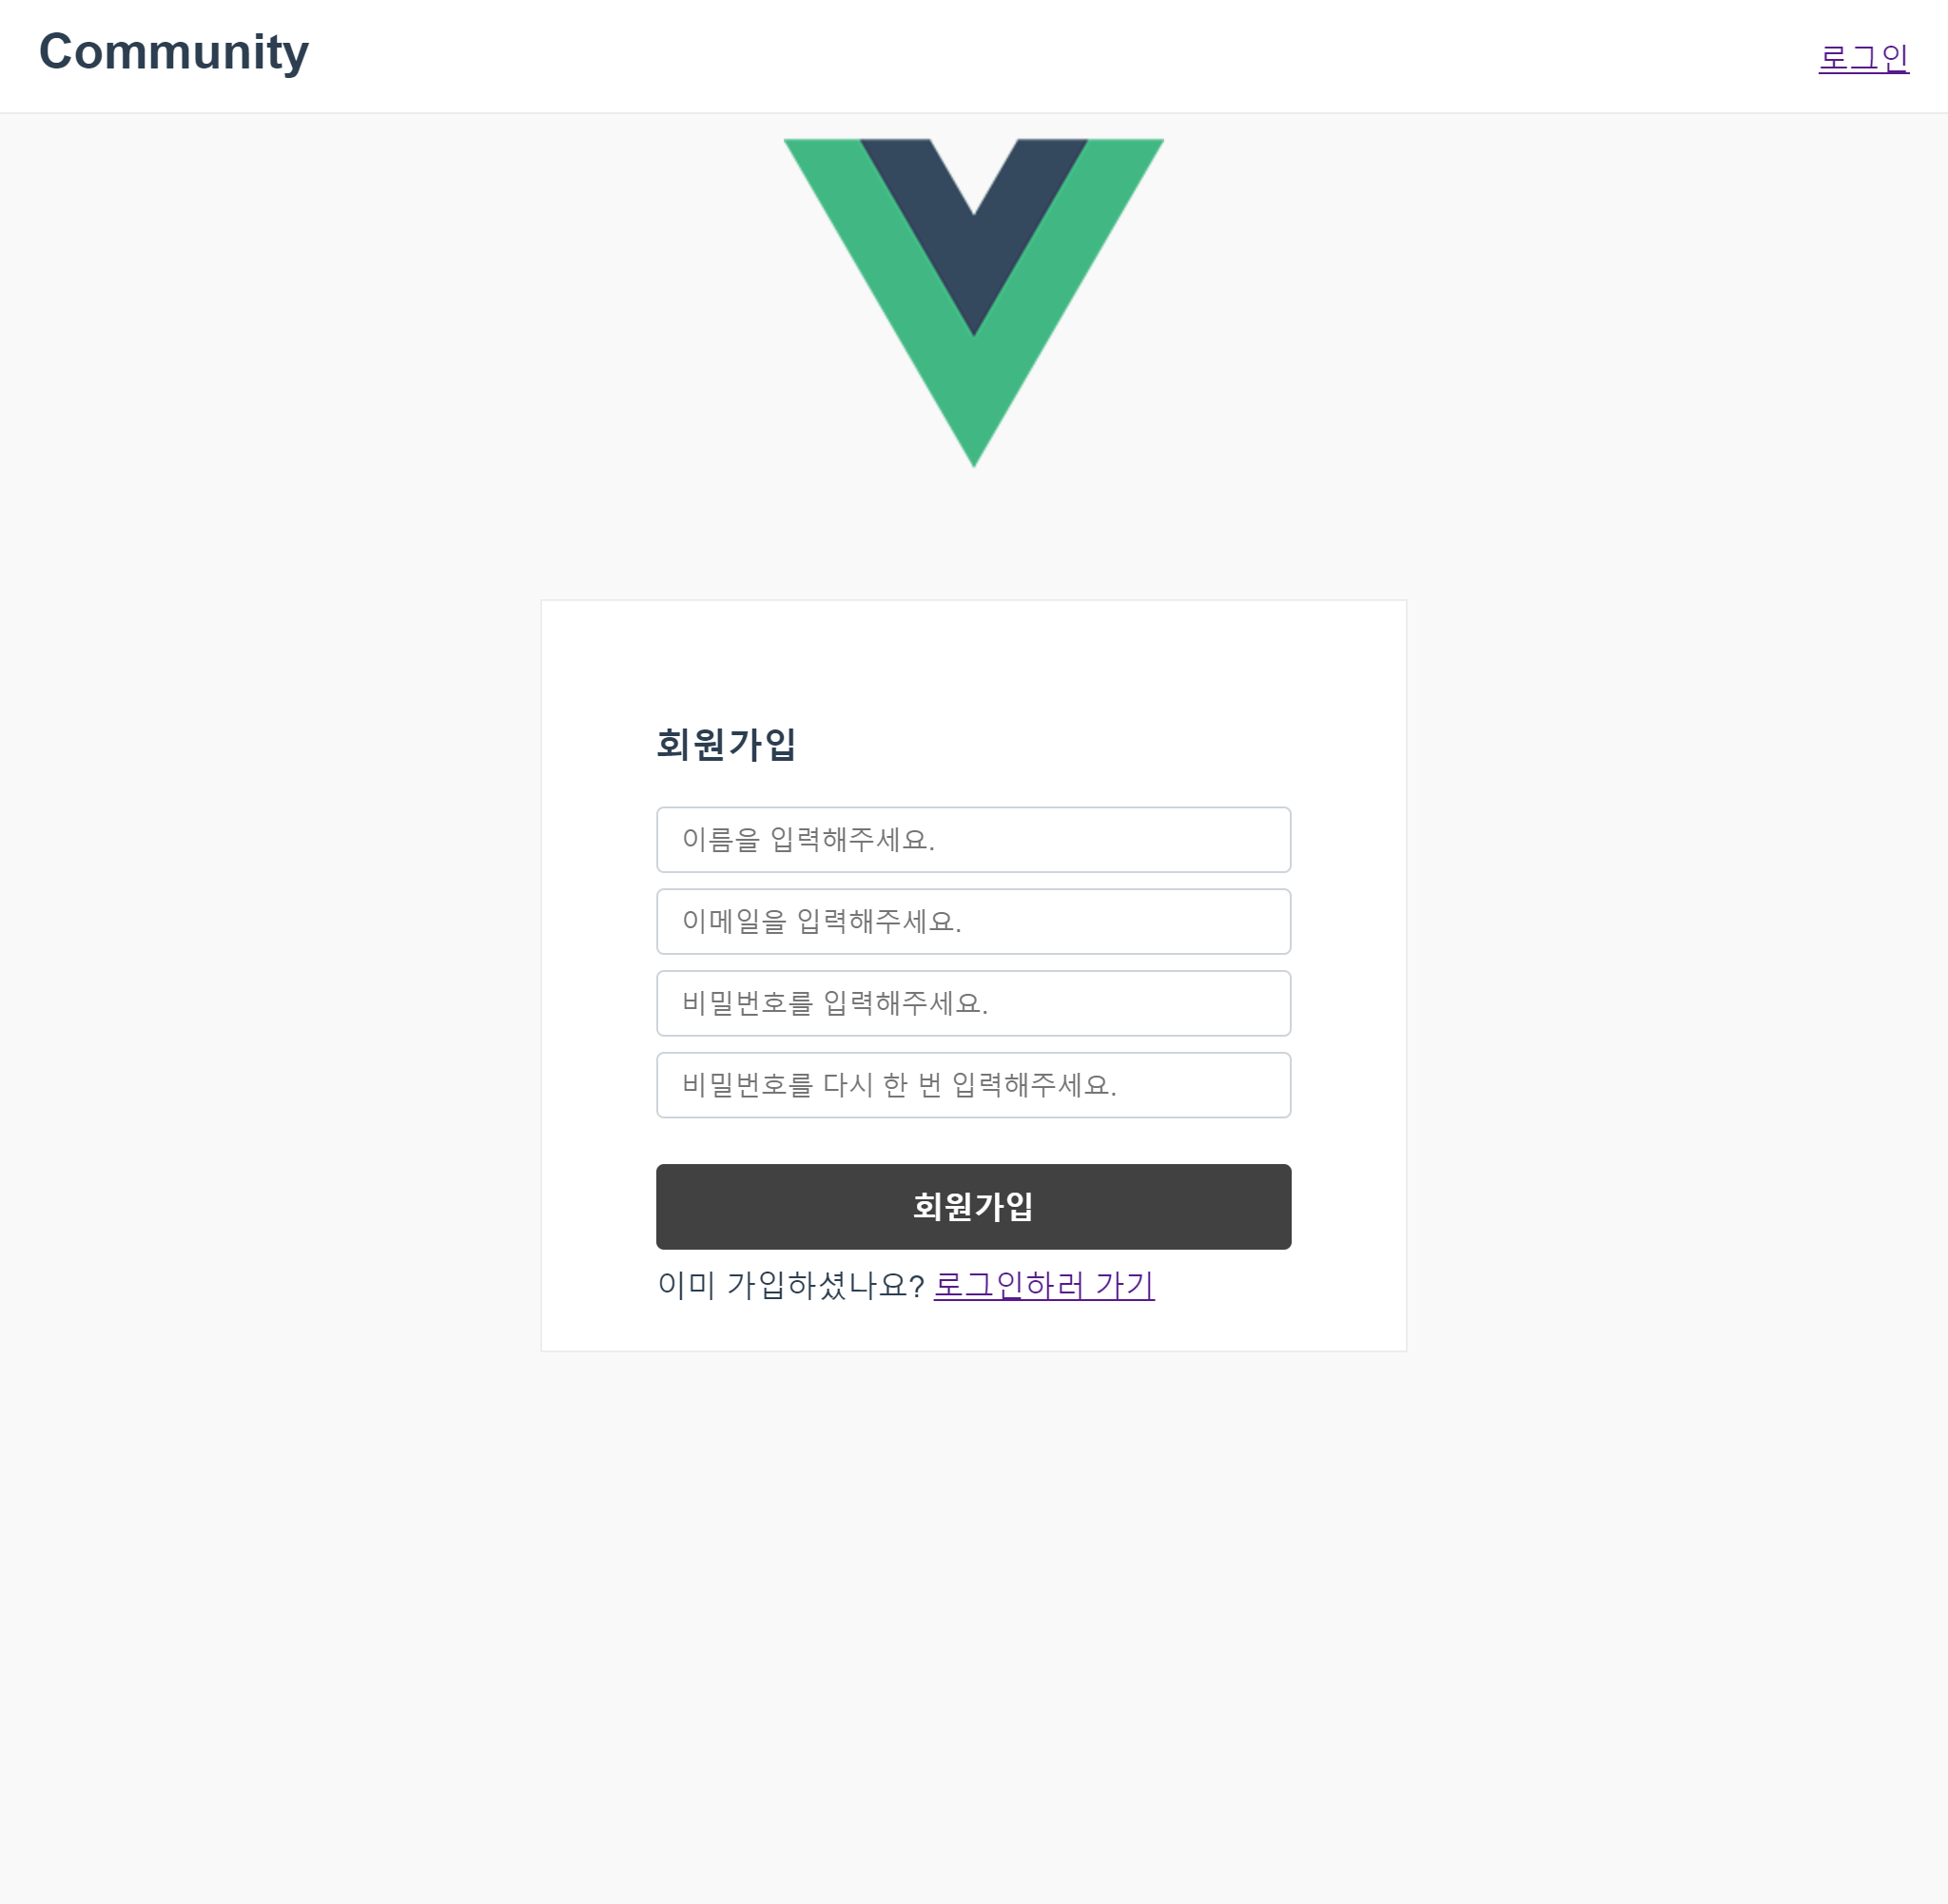 Community
로그인
회원가입
이름을 입력해주세요.
이메일을 입력해주세요.
비밀번호를 입력해주세요.
비밀번호를 다시 한 번 입력해주세요.
회원가입
이미 가입하셨나요? 로그인하러 가기